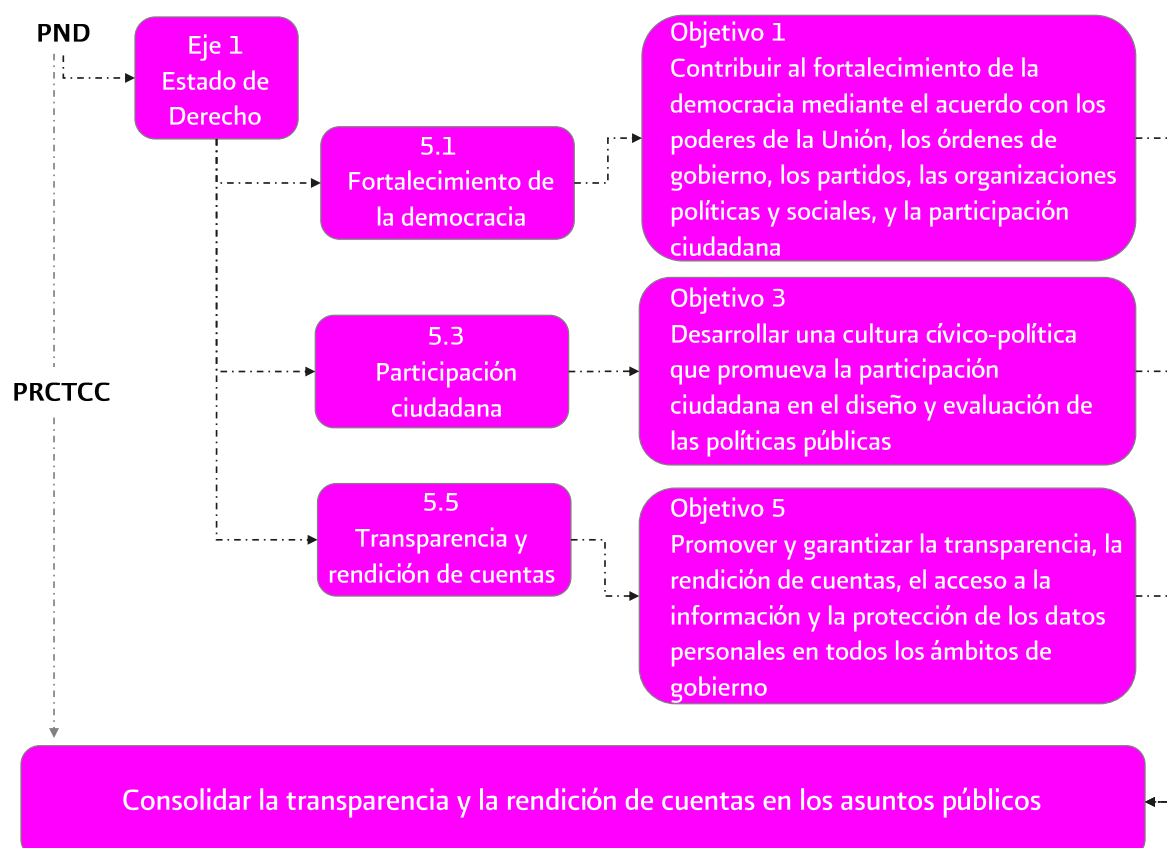 PND
Eje 1
Estado de
Derecho
5.1
Fortalecimiento de
la democracia
Objetivo 1
Contribuir al fortalecimiento de la
democracia mediante el acuerdo con los
poderes de la Unión, los órdenes de
gobierno, los partidos, las organizaciones
políticas y sociales, y la participación
ciudadana
5.3
Participación
ciudadana
Objetivo 3
Desarrollar una cultura cívico-política
que promueva la participación
ciudadana en el diseño y evaluación de
las políticas públicas
PRCTCC
5.5
Transparencia y
rendición de cuentas
Objetivo 5
Promover y garantizar la transparencia, la
rendición de cuentas, el acceso a la
información y la protección de los datos
personales en todos los ámbitos de
gobierno
Consolidar la transparencia y la rendición de cuentas en los asuntos públicos